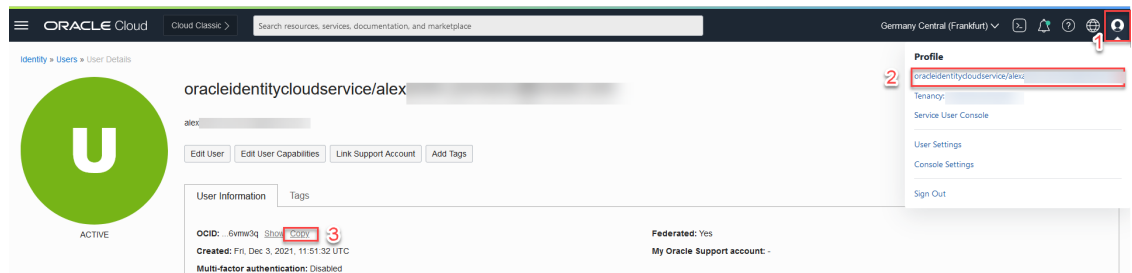 ORACLE Cloud
Cloud Classic >
Search resources, services, documentation, and marketplace
Germany Central (Frankfurt)
1
Identity » Users » User Details
Profile
2
oracleidentitycloudservice/alex
oracleidentitycloudservice/alex
Tenancy:
alex
Service User Console
U
Edit User
Edit User Capabilities
Link Support Account
Add Tags
User Settings
Console Settings
User Information
Tags
Sign Out
ACTIVE
OCID: ...6vmw3q Show Copy
3
Federated: Yes
Created: Fri, Dec 3, 2021, 11:51:32 UTC
My Oracle Support account: -
Multi-factor authentication: Disabled